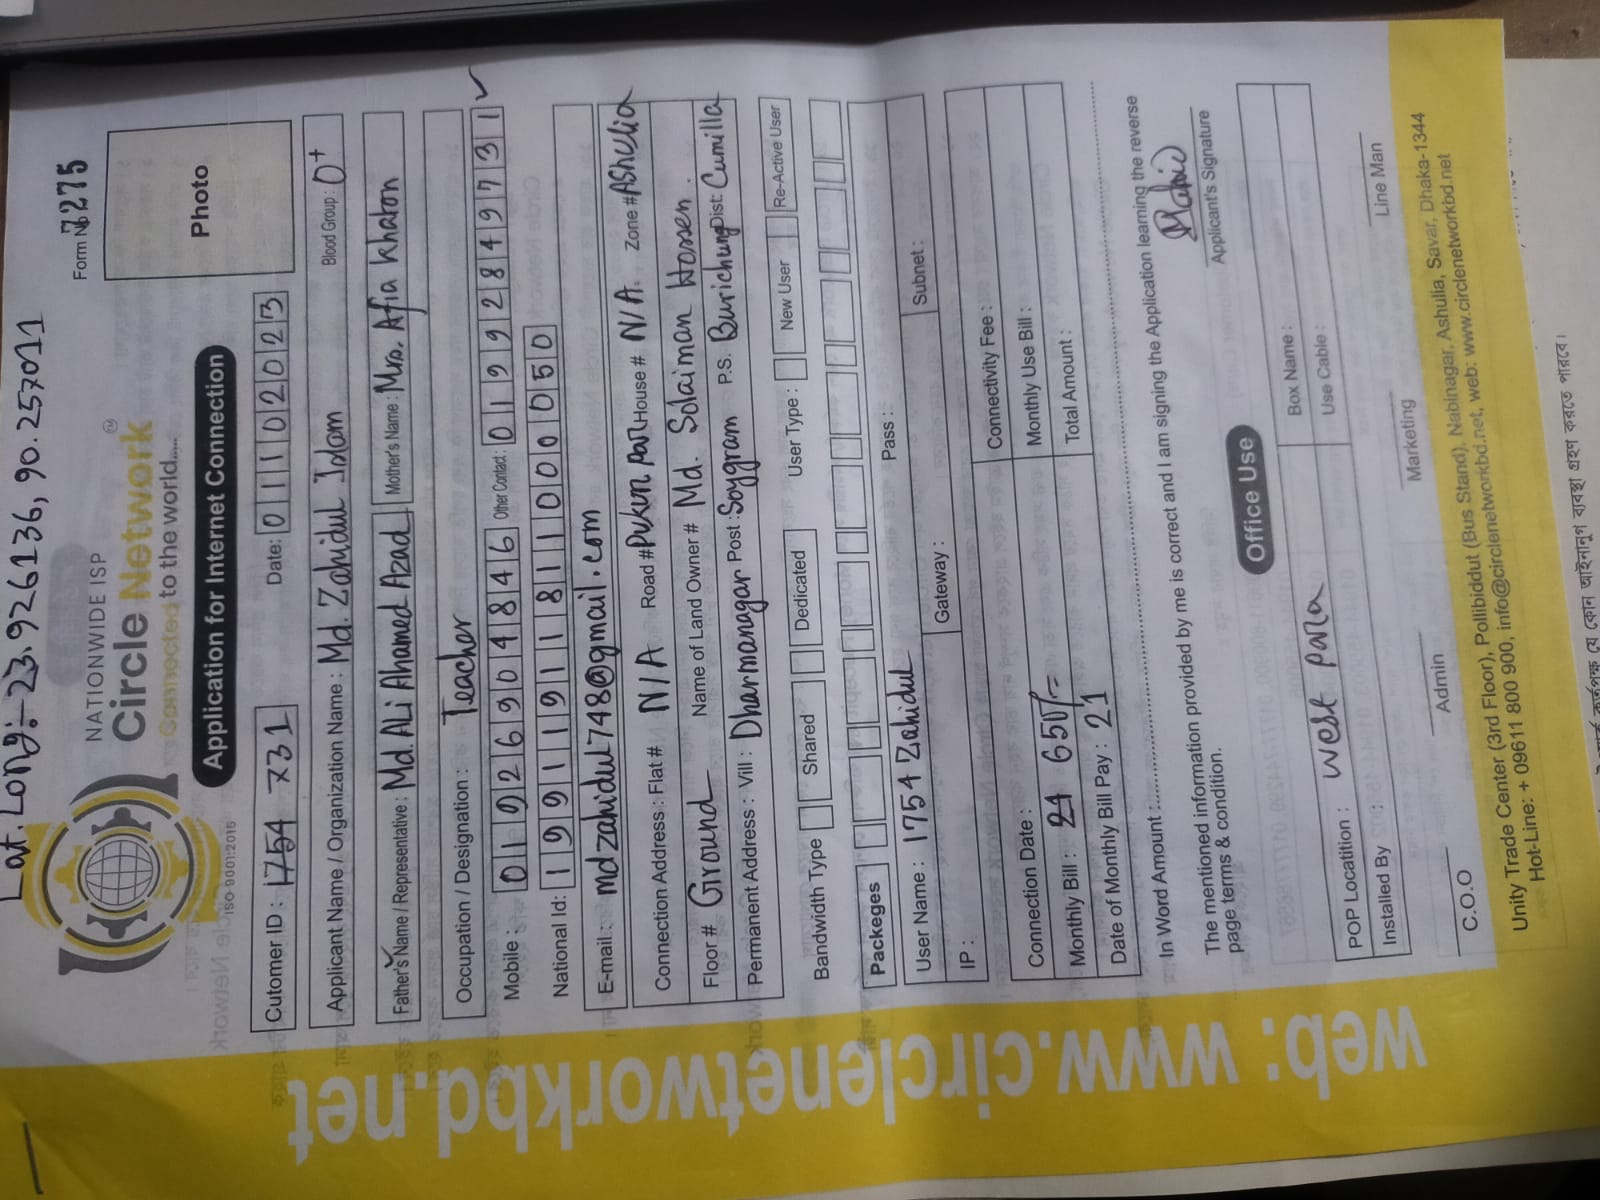 Lat. Long:- 23.926136, 90.257011
NATIONWIDE ISP
Circle Network
Connected to the world.....
ISO 9001:2015
Form № 7275
Photo
Application for Internet Connection
Cutomer ID : 1754 731 Date: 01102023
Applicant Name / Organization Name : Md. Zahidul Islam Blood Group : O+
Father's Name / Representative : Md. ALi Ahamed Azad Mother's Name : Mrs. Afia Khaton
Occupation / Designation : Teacher
Mobile : 01926904846 Other Contact : 01992849731
National Id: 19911911811000050
E-mail : mdzahidul748@gmail.com
Connection Address : Flat # N/A Road # Pukur Par House # N/A. Zone # AShulia
Floor # Ground Name of Land Owner # Md. Solaiman Hossen.
Permanent Address : Vill : Dharmanagar Post : Soygram P.S. Burichung Dist: Cumilla
Bandwidth Type Shared Dedicated User Type : New User Re-Active User
Packeges
User Name : 1754 Zahidul Pass :
IP : Gateway : Subnet :
Connection Date : Connectivity Fee :
Monthly Bill : 650/- Monthly Use Bill :
Date of Monthly Bill Pay : 21 Total Amount :
In Word Amount :
The mentioned information provided by me is correct and I am signing the Application learning the reverse
page terms & condition.
Applicant's Signature
Office Use
POP Locatition : west para Box Name :
Installed By : Use Cable :
C.O.O Admin Marketing Line Man
Unity Trade Center (3rd Floor), Pollibiddut (Bus Stand), Nabinagar, Ashulia, Savar, Dhaka-1344
Hot-Line: + 09611 800 900, info@circlenetworkbd.net, web: www.circlenetworkbd.net
web: www.circlenetworkbd.net
যে কোন আইনানুগ ব্যবস্থা গ্রহণ করতে পারবে।